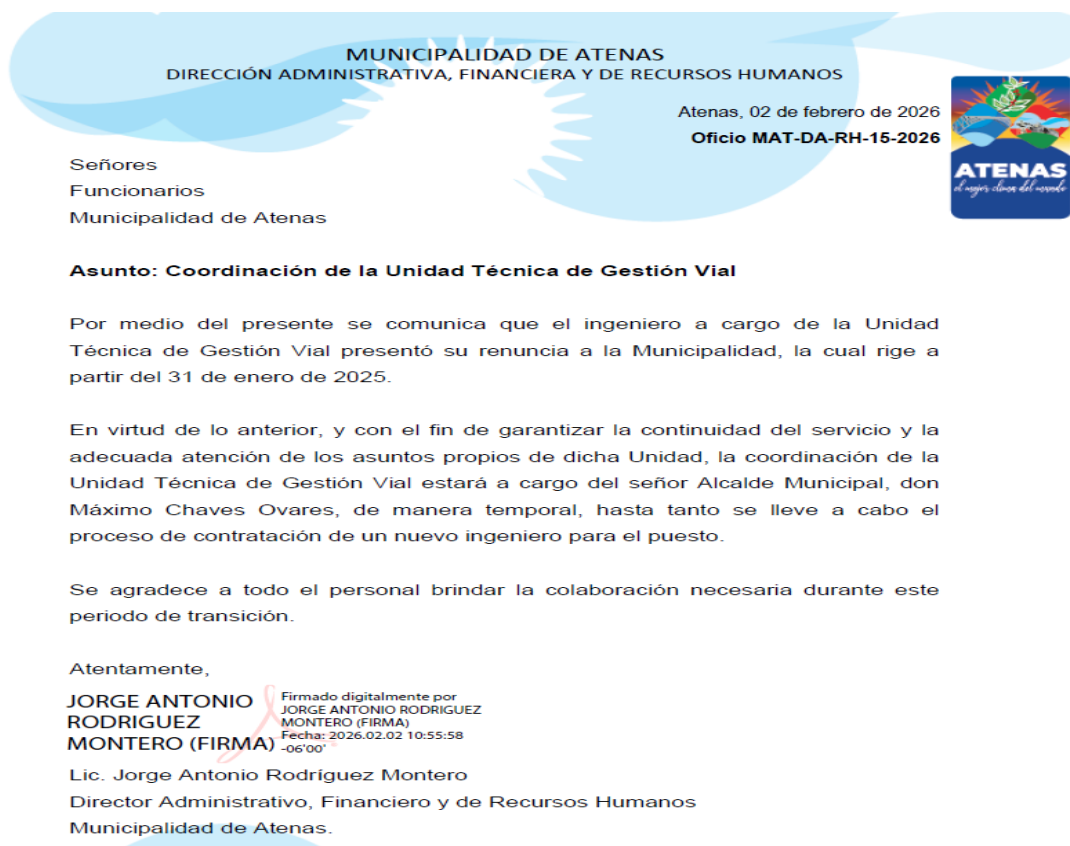 MUNICIPALIDAD DE ATENAS
DIRECCIÓN ADMINISTRATIVA, FINANCIERA Y DE RECURSOS HUMANOS
Atenas, 02 de febrero de 2026
Oficio MAT-DA-RH-15-2026
ATENAS
el mejor clima del mundo
Señores
Funcionarios
Municipalidad de Atenas
Asunto: Coordinación de la Unidad Técnica de Gestión Vial
Por medio del presente se comunica que el ingeniero a cargo de la Unidad
Técnica de Gestión Vial presentó su renuncia a la Municipalidad, la cual rige a
partir del 31 de enero de 2025.
En virtud de lo anterior, y con el fin de garantizar la continuidad del servicio y la
adecuada atención de los asuntos propios de dicha Unidad, la coordinación de la
Unidad Técnica de Gestión Vial estará a cargo del señor Alcalde Municipal, don
Máximo Chaves Ovares, de manera temporal, hasta tanto se lleve a cabo el
proceso de contratación de un nuevo ingeniero para el puesto.
Se agradece a todo el personal brindar la colaboración necesaria durante este
periodo de transición.
Atentamente,
JORGE ANTONIO
RODRIGUEZ
MONTERO (FIRMA)
Firmado digitalmente por
JORGE ANTONIO RODRIGUEZ
MONTERO (FIRMA)
Fecha: 2026.02.02 10:55:58
-06'00'
Lic. Jorge Antonio Rodríguez Montero
Director Administrativo, Financiero y de Recursos Humanos
Municipalidad de Atenas.